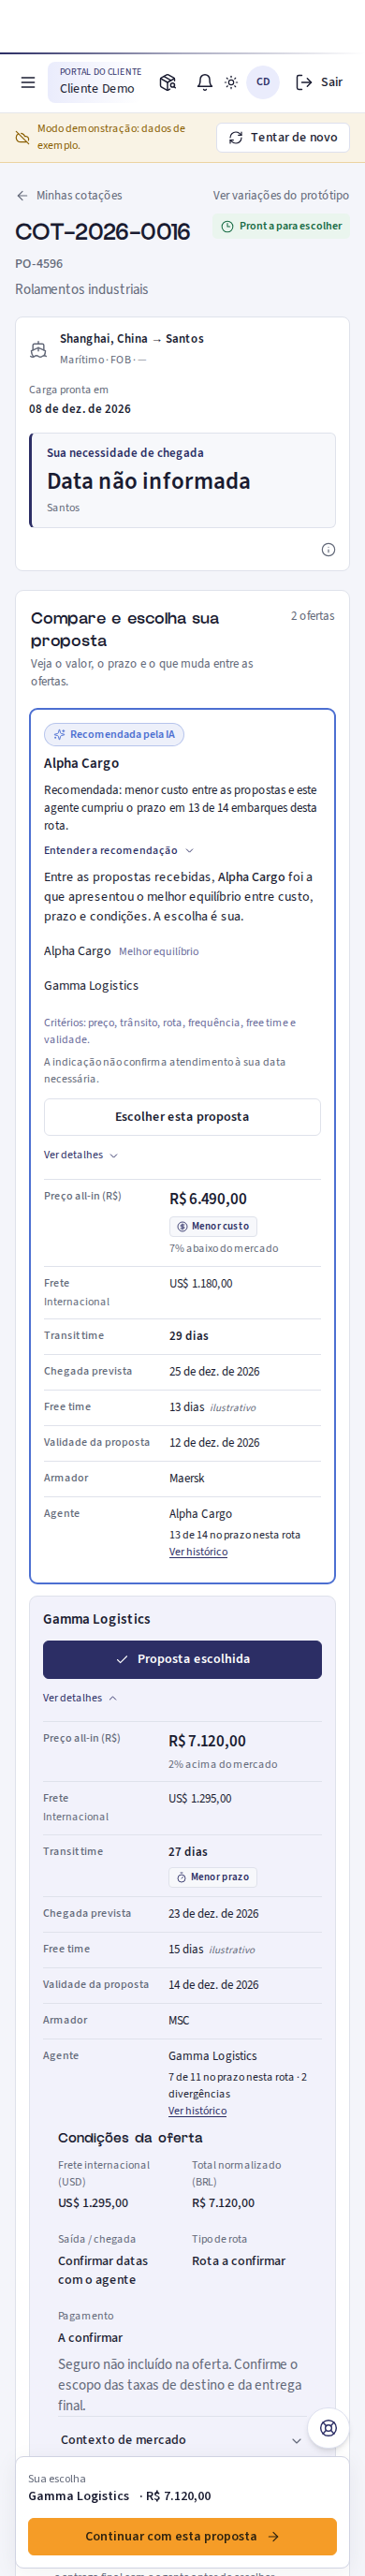 PORTAL DO CLIENTE
Cliente Demo
CD
Sair
Modo demonstração: dados de
exemplo.
Tentar de novo
Minhas cotações
Ver variações do protótipo
COT-2026-0016
Pronta para escolher
PO-4596
Rolamentos industriais
Shanghai, China → Santos
Marítimo · FOB · —
Carga pronta em
08 de dez. de 2026
Sua necessidade de chegada
Data não informada
Santos
Compare e escolha sua
proposta
2 ofertas
Veja o valor, o prazo e o que muda entre as
ofertas.
Recomendada pela IA
Alpha Cargo
Recomendada: menor custo entre as propostas e este
agente cumpriu o prazo em 13 de 14 embarques desta
rota.
Entender a recomendação
Entre as propostas recebidas, Alpha Cargo foi a
que apresentou o melhor equilíbrio entre custo,
prazo e condições. A escolha é sua.
Alpha Cargo Melhor equilíbrio
Gamma Logistics
Critérios: preço, trânsito, rota, frequência, free time e
validade.
A indicação não confirma atendimento à sua data
necessária.
Escolher esta proposta
Ver detalhes
Preço all-in (R$)
R$ 6.490,00
Menor custo
7% abaixo do mercado
Frete
Internacional
US$ 1.180,00
Transit time
29 dias
Chegada prevista
25 de dez. de 2026
Free time
13 dias ilustrativo
Validade da proposta
12 de dez. de 2026
Armador
Maersk
Agente
Alpha Cargo
13 de 14 no prazo nesta rota
Ver histórico
Gamma Logistics
Proposta escolhida
Ver detalhes
Preço all-in (R$)
R$ 7.120,00
2% acima do mercado
Frete
Internacional
US$ 1.295,00
Transit time
27 dias
Menor prazo
Chegada prevista
23 de dez. de 2026
Free time
15 dias ilustrativo
Validade da proposta
14 de dez. de 2026
Armador
MSC
Agente
Gamma Logistics
7 de 11 no prazo nesta rota · 2
divergências
Ver histórico
Condições da oferta
Frete internacional
(USD)
US$ 1.295,00
Total normalizado
(BRL)
R$ 7.120,00
Saída / chegada
Confirmar datas
com o agente
Tipo de rota
Rota a confirmar
Pagamento
A confirmar
Seguro não incluído na oferta. Confirme o
escopo das taxas de destino e da entrega
final.
Contexto de mercado
Sua escolha
Gamma Logistics · R$ 7.120,00
Continuar com esta proposta